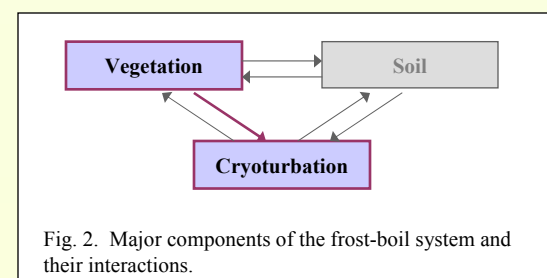 Vegetation
Soil
Cryoturbation
Fig. 2.  Major components of the frost-boil system and
their interactions.